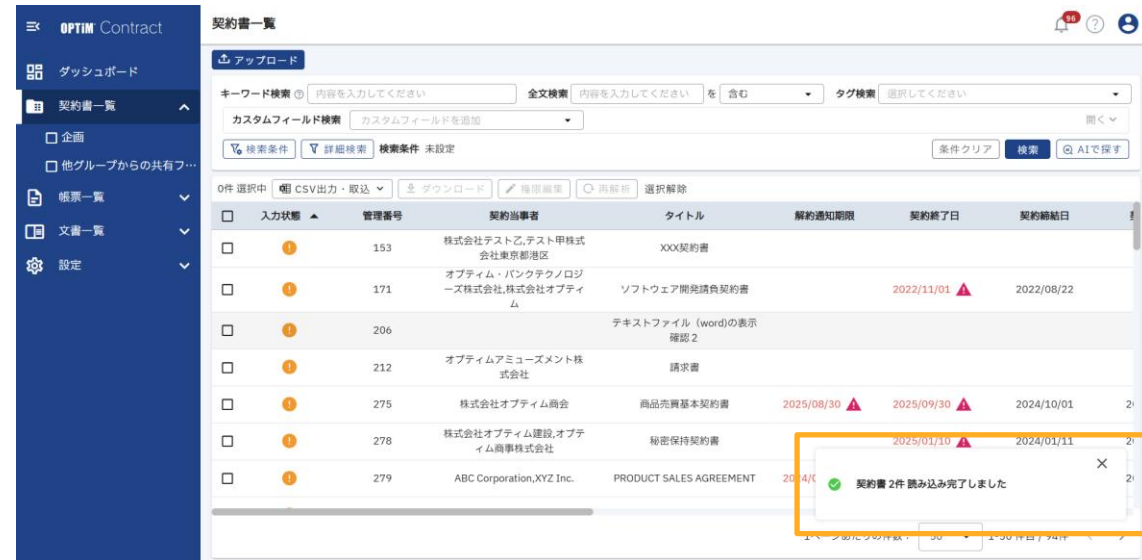 OPTiM Contract
契約書一覧
96
アップロード
ダッシュボード
契約書一覧
企画
他グループからの共有フ…
帳票一覧
文書一覧
設定
キーワード検索 内容を入力してください 全文検索 内容を入力してください を 含む タグ検索 選択してください
カスタムフィールド検索 カスタムフィールドを追加 開く
検索条件 詳細検索 検索条件 未設定 条件クリア 検索 AIで探す
0件 選択中 CSV出力・取込 ダウンロード 権限編集 再解析 選択解除
入力状態 管理番号 契約当事者 タイトル 解約通知期限 契約終了日 契約締結日
153 株式会社テスト乙,テスト甲株式会社東京都港区 XXX契約書
171 オプティム・バンクテクノロジーズ株式会社,株式会社オプティム ソフトウェア開発請負契約書 2022/11/01 2022/08/22
206 テキストファイル（word)の表示確認２
212 オプティムアミューズメント株式会社 請求書
275 株式会社オプティム商会 商品売買基本契約書 2025/08/30 2025/09/30 2024/10/01
278 株式会社オプティム建設,オプティム商事株式会社 秘密保持契約書 2025/01/10 2024/01/11
279 ABC Corporation,XYZ Inc. PRODUCT SALES AGREEMENT
契約書 2件 読み込み完了しました